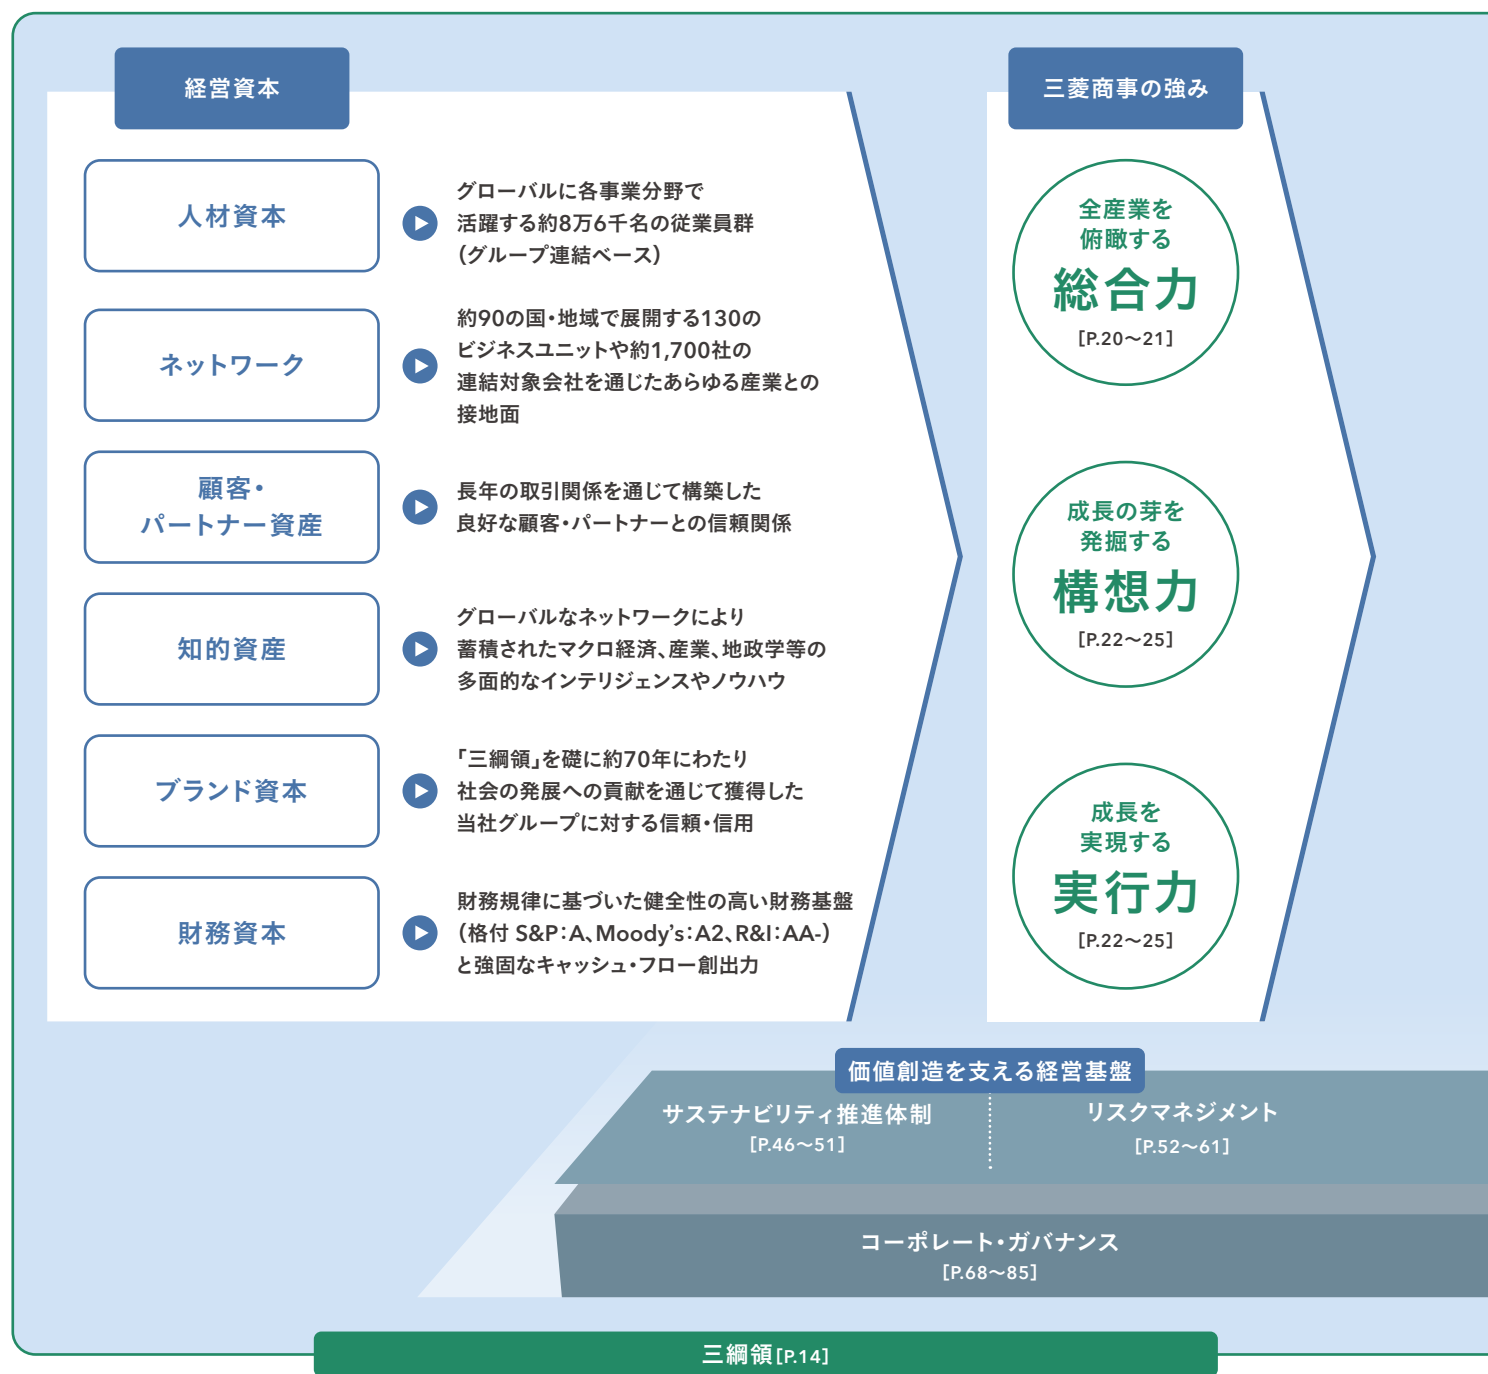 経営資本
人材資本
グローバルに各事業分野で
活躍する約8万6千名の従業員群
（グループ連結ベース）
ネットワーク
約90の国・地域で展開する130の
ビジネスユニットや約1,700社の
連結対象会社を通じたあらゆる産業との
接地面
顧客・
パートナー資産
長年の取引関係を通じて構築した
良好な顧客・パートナーとの信頼関係
知的資産
グローバルなネットワークにより
蓄積されたマクロ経済、産業、地政学等の
多面的なインテリジェンスやノウハウ
ブランド資本
「三綱領」を礎に約70年にわたり
社会の発展への貢献を通じて獲得した
当社グループに対する信頼・信用
財務資本
財務規律に基づいた健全性の高い財務基盤
（格付 S&P：A、Moody’s：A2、R&I：AA-）
と強固なキャッシュ・フロー創出力
三菱商事の強み
全産業を
俯瞰する
総合力
[P.20〜21]
成長の芽を
発掘する
構想力
[P.22〜25]
成長を
実現する
実行力
[P.22〜25]
価値創造を支える経営基盤
サステナビリティ推進体制
[P.46〜51]
リスクマネジメント
[P.52〜61]
コーポレート・ガバナンス
[P.68〜85]
三綱領[P.14]